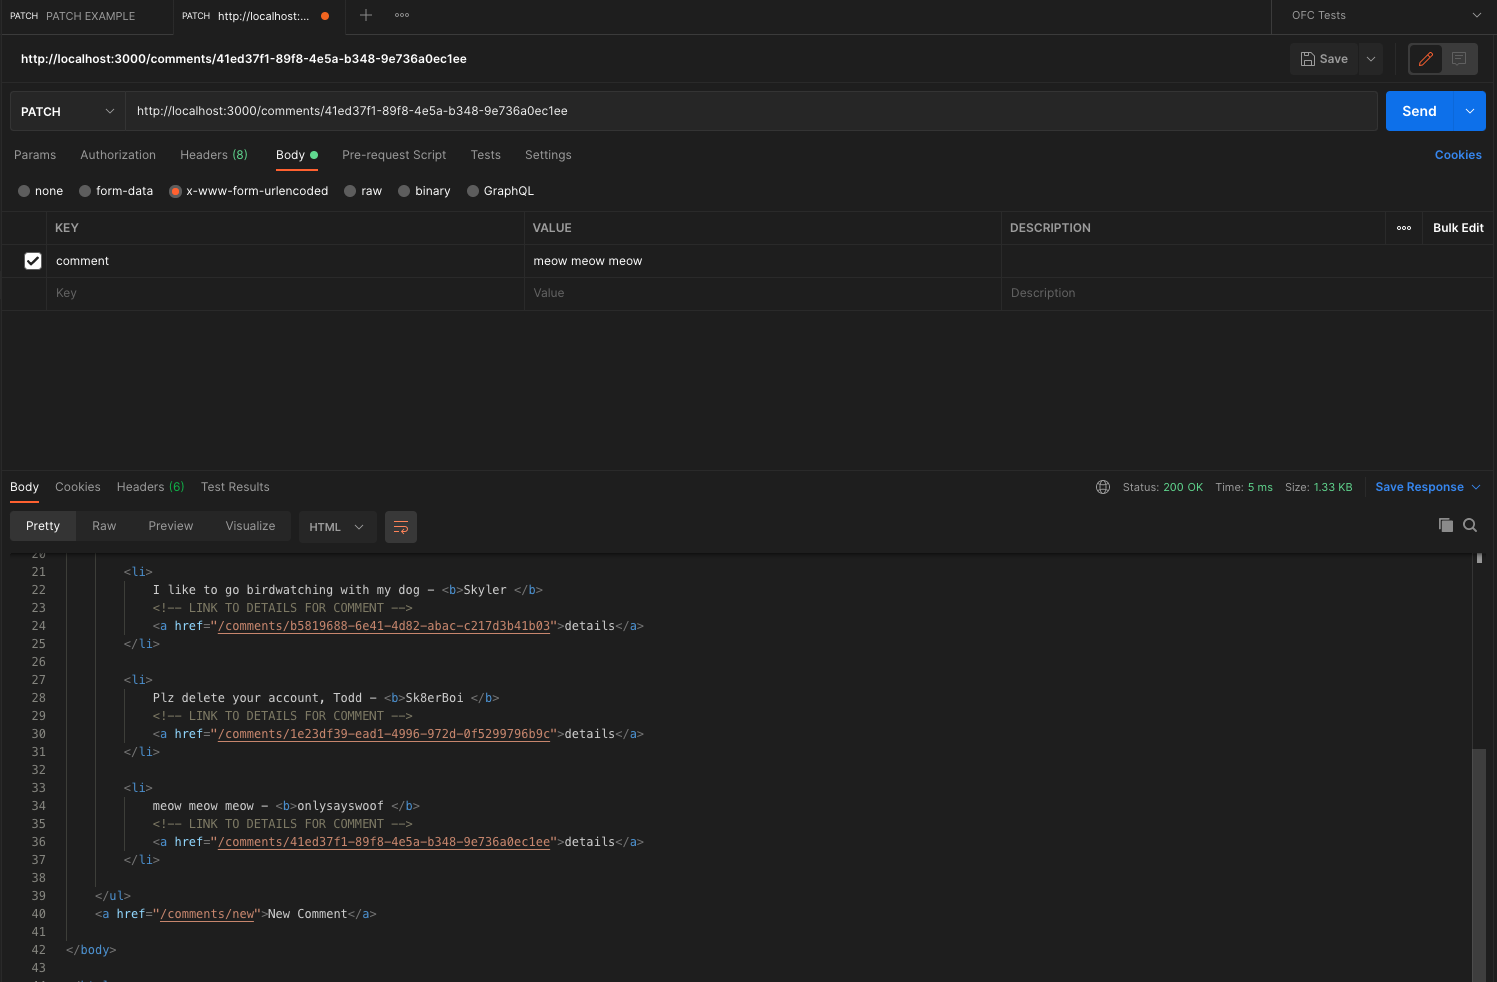 PATCH PATCH EXAMPLE PATCH http://localhost:... OFC Tests
http://localhost:3000/comments/41ed37f1-89f8-4e5a-b348-9e736a0ec1ee Save
PATCH http://localhost:3000/comments/41ed37f1-89f8-4e5a-b348-9e736a0ec1ee Send
Params Authorization Headers (8) Body Pre-request Script Tests Settings Cookies
none form-data x-www-form-urlencoded raw binary GraphQL
KEY VALUE DESCRIPTION Bulk Edit
comment meow meow meow
Key Value Description
Body Cookies Headers (6) Test Results Status: 200 OK Time: 5 ms Size: 1.33 KB Save Response
Pretty Raw Preview Visualize HTML
20
21 <li>
22 I like to go birdwatching with my dog - <b>Skyler </b>
23 <!-- LINK TO DETAILS FOR COMMENT -->
24 <a href="/comments/b5819688-6e41-4d82-abac-c217d3b41b03">details</a>
25 </li>
26
27 <li>
28 Plz delete your account, Todd - <b>Sk8erBoi </b>
29 <!-- LINK TO DETAILS FOR COMMENT -->
30 <a href="/comments/1e23df39-ead1-4996-972d-0f5299796b9c">details</a>
31 </li>
32
33 <li>
34 meow meow meow - <b>onlysayswoof </b>
35 <!-- LINK TO DETAILS FOR COMMENT -->
36 <a href="/comments/41ed37f1-89f8-4e5a-b348-9e736a0ec1ee">details</a>
37 </li>
38
39 </ul>
40 <a href="/comments/new">New Comment</a>
41
42 </body>
43